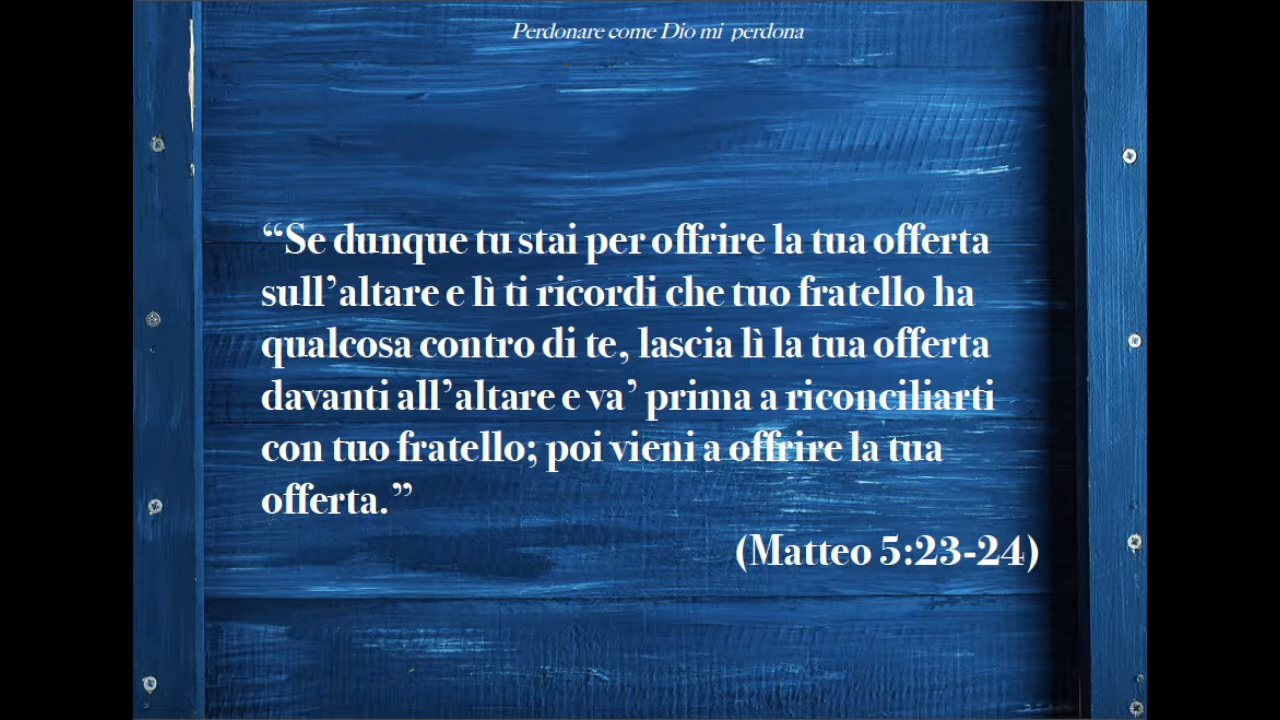 Perdonare come Dio mi perdona
“Se dunque tu stai per offrire la tua offerta
sull’altare e lì ti ricordi che tuo fratello ha
qualcosa contro di te, lascia lì la tua offerta
davanti all’altare e va’ prima a riconciliarti
con tuo fratello; poi vieni a offrire la tua
offerta.”
(Matteo 5:23-24)